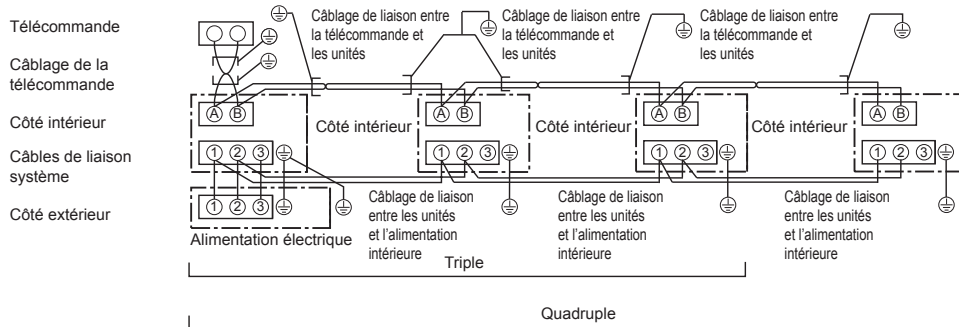 Télécommande
Câblage de la
télécommande
Côté intérieur
Câbles de liaison
système
Côté extérieur
Câblage de liaison entre
la télécommande et
les unités
Câblage de liaison entre
la télécommande et
les unités
Câblage de liaison entre
la télécommande et
les unités
A B
Côté intérieur
A B
Côté intérieur
A B
Côté intérieur
A B
1 2 3
1 2 3
1 2 3
1 2 3
1 2 3
Alimentation électrique
Câblage de liaison
entre les unités
et l'alimentation
intérieure
Câblage de liaison
entre les unités
et l'alimentation
intérieure
Câblage de liaison
entre les unités
et l'alimentation
intérieure
Triple
Quadruple